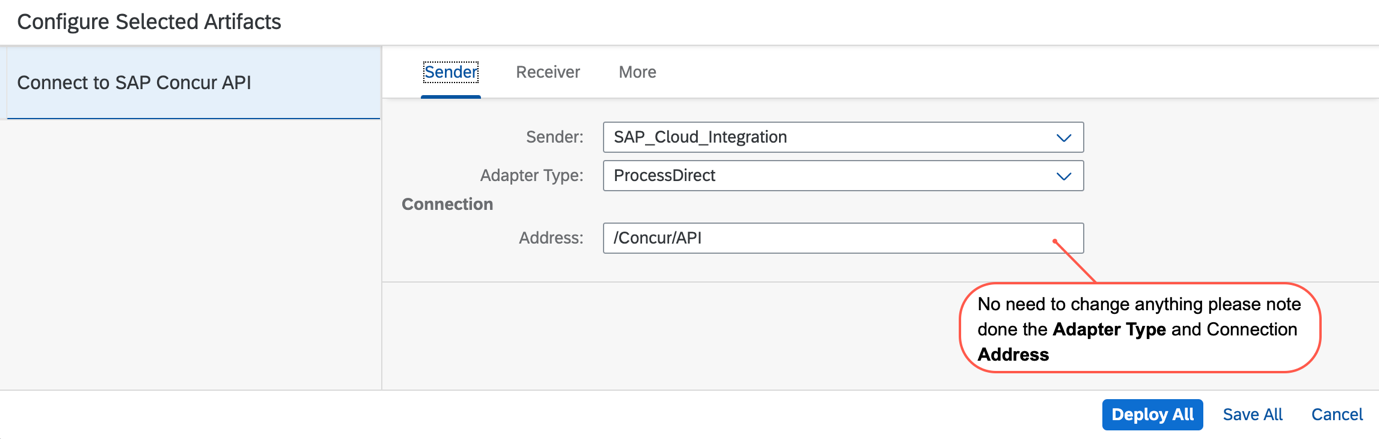 Configure Selected Artifacts
Connect to SAP Concur API
Sender Receiver More
Sender: SAP_Cloud_Integration
Adapter Type: ProcessDirect
Connection
Address: /Concur/API
No need to change anything please note
done the Adapter Type and Connection
Address
Deploy All Save All Cancel